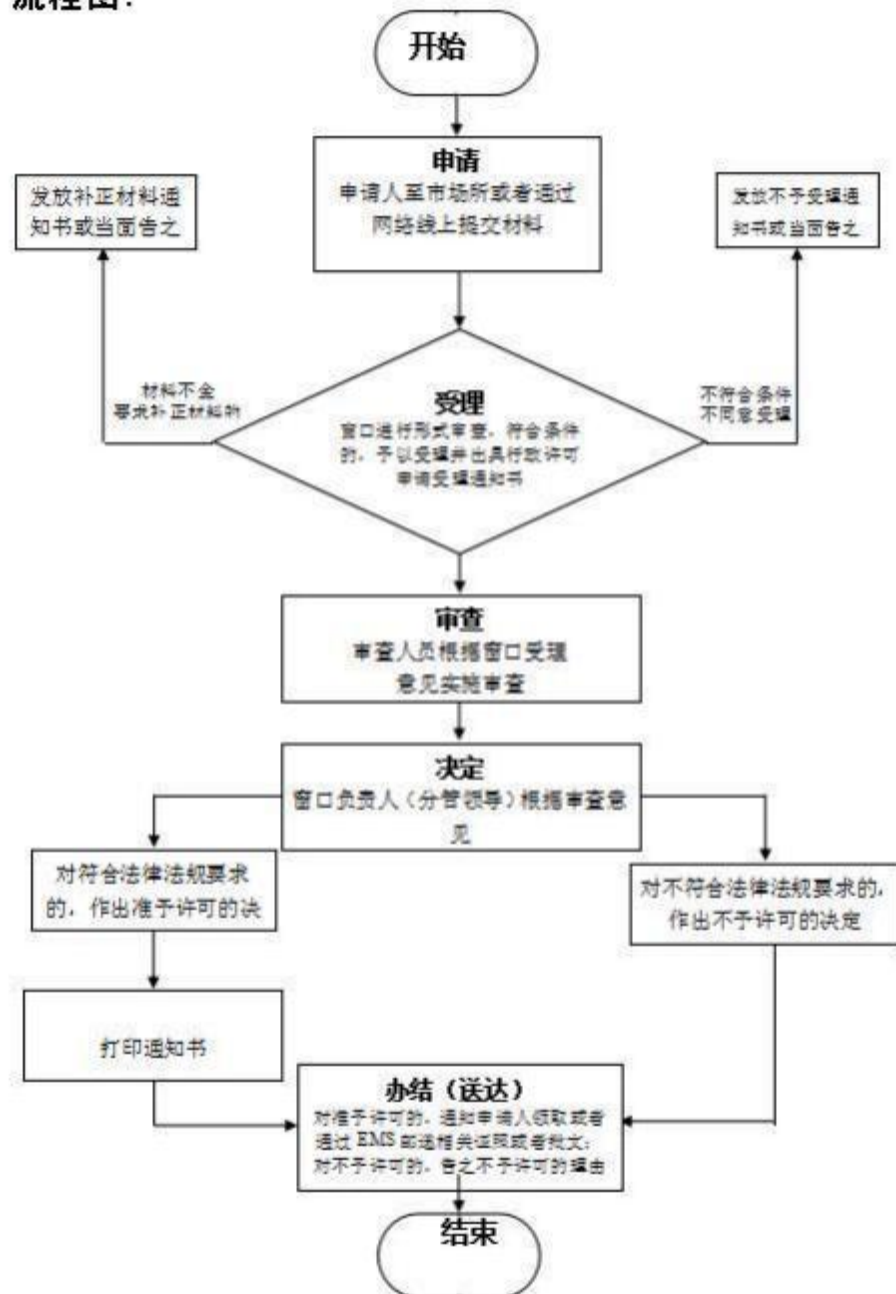 流程图:
开始
申请
申请人至市场所或者通过
网络线上提交材料
发放补正材料通
知书或当面告之
发放不予受理通
知书或当面告之
材料不全
要求补正材料的
不符合条件
不同意受理
受理
窗口进行形式审查，符合条件
的，予以受理并出具行政许可
申请受理通知书
审查
审查人员根据窗口受理
意见实施审查
决定
窗口负责人（分管领导）根据审查意
见
对符合法律法规要求
的，作出准予许可的决
对不符合法律法规要求的，
作出不予许可的决定
打印通知书
办结（送达）
对准予许可的，通知申请人领取或者
通过 EMS 邮递相关证照或者批文；
对不予许可的，告之不予许可的理由
结束